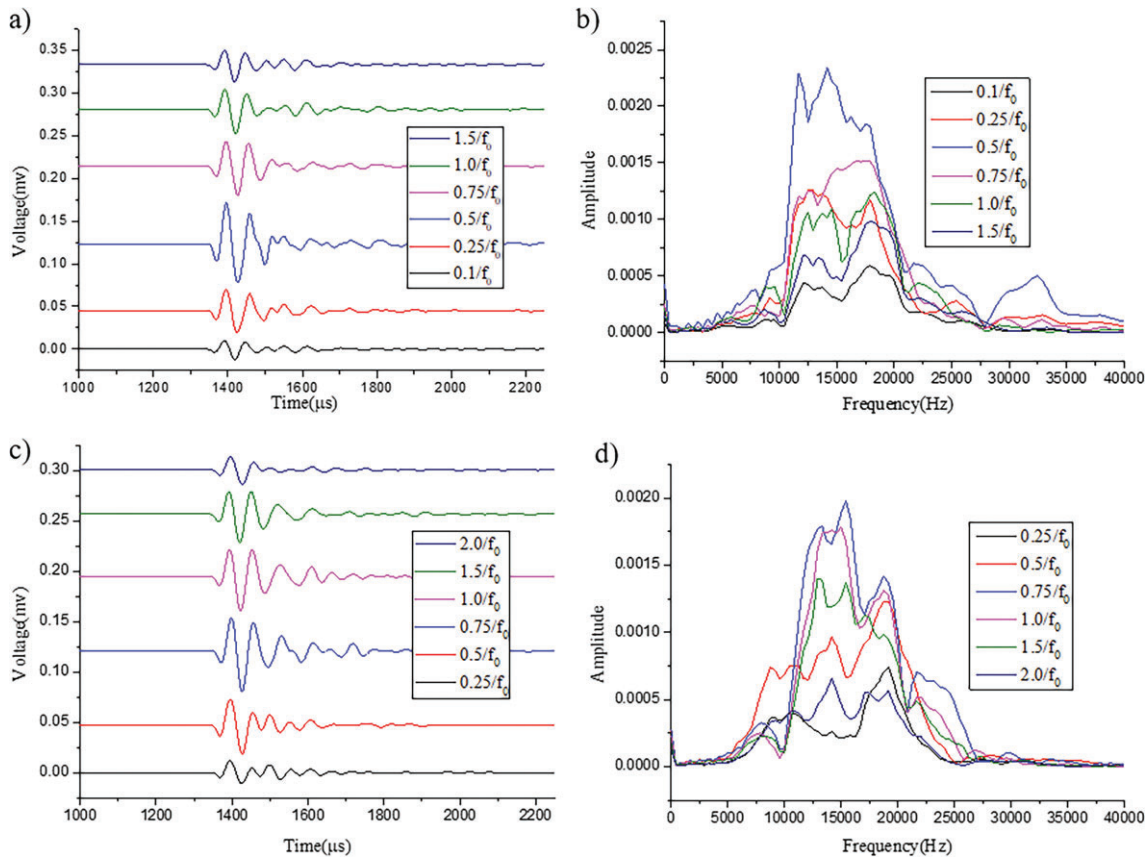 a)
Voltage(mv)
0.35
0.30
0.25
0.20
0.15
0.10
0.05
0.00
1.5/f0
1.0/f0
0.75/f0
0.5/f0
0.25/f0
0.1/f0
1000 1200 1400 1600 1800 2000 2200
Time(μs)
b)
Amplitude
0.0025
0.0020
0.0015
0.0010
0.0005
0.0000
0.1/f0
0.25/f0
0.5/f0
0.75/f0
1.0/f0
1.5/f0
0 5000 10000 15000 20000 25000 30000 35000 40000
Frequency(Hz)
c)
Voltage(mv)
0.30
0.25
0.20
0.15
0.10
0.05
0.00
2.0/f0
1.5/f0
1.0/f0
0.75/f0
0.5/f0
0.25/f0
1000 1200 1400 1600 1800 2000 2200
Time(μs)
d)
Amplitude
0.0020
0.0015
0.0010
0.0005
0.0000
0.25/f0
0.5/f0
0.75/f0
1.0/f0
1.5/f0
2.0/f0
0 5000 10000 15000 20000 25000 30000 35000 40000
Frequency(Hz)